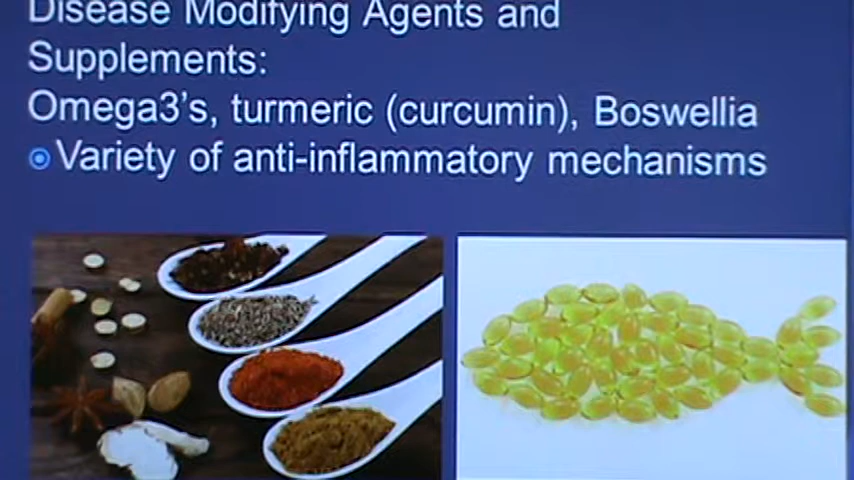 Disease Modifying Agents and
Supplements:
Omega3's, turmeric (curcumin), Boswellia
Variety of anti-inflammatory mechanisms